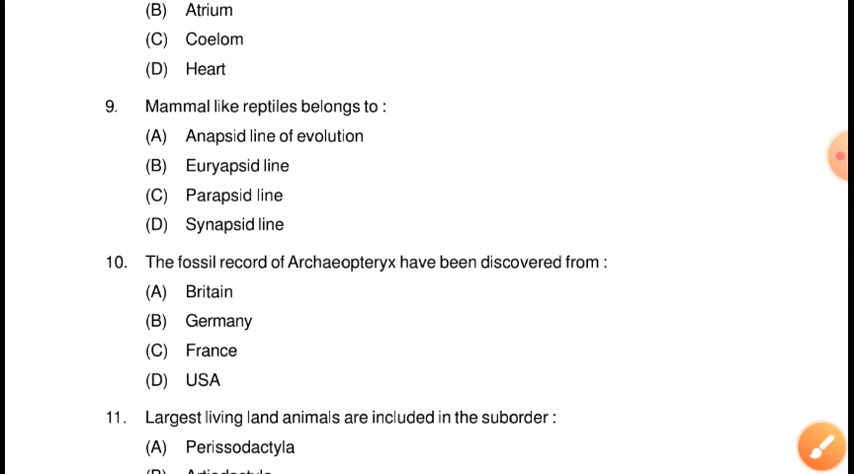 (B) Atrium
(C) Coelom
(D) Heart
9. Mammal like reptiles belongs to :
(A) Anapsid line of evolution
(B) Euryapsid line
(C) Parapsid line
(D) Synapsid line
10. The fossil record of Archaeopteryx have been discovered from :
(A) Britain
(B) Germany
(C) France
(D) USA
11. Largest living land animals are included in the suborder :
(A) Perissodactyla